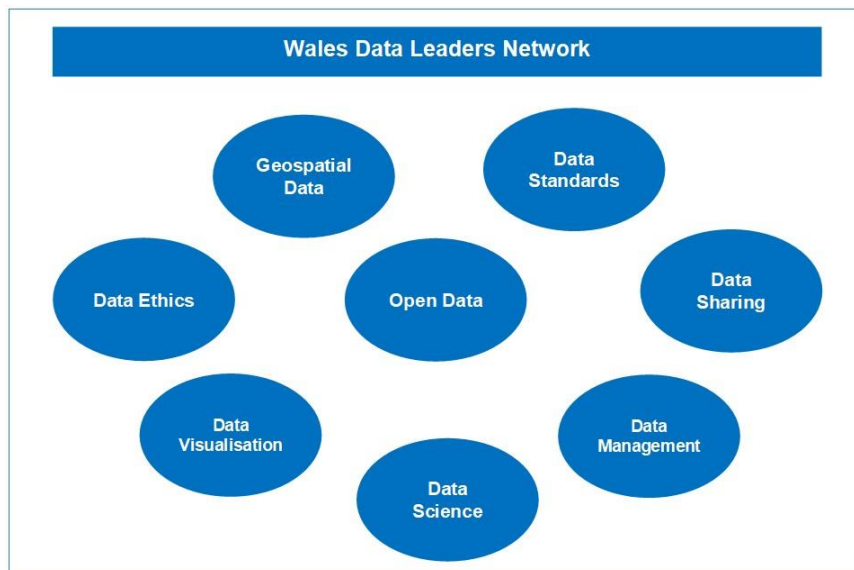 Wales Data Leaders Network
Geospatial
Data
Data
Standards
Data Ethics
Open Data
Data
Sharing
Data
Visualisation
Data
Management
Data
Science